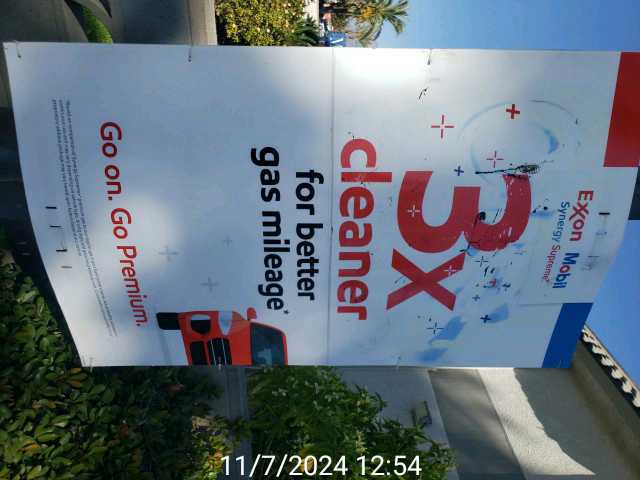 Exxon Mobil
Synergy Supreme+
3X
cleaner
for better
gas mileage*
Go on. Go Premium.
11/7/2024 12:54